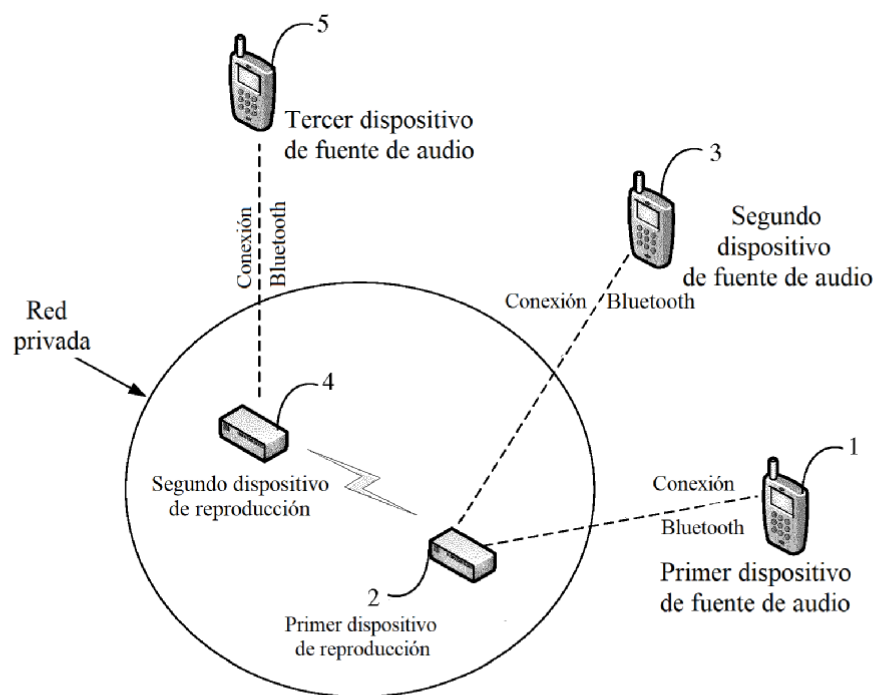 5
Tercer dispositivo
de fuente de audio
3
Segundo
dispositivo
de fuente de audio
Conexión
Bluetooth
Conexión
Bluetooth
Red
privada
4
Segundo dispositivo
de reproducción
1
Conexión
Bluetooth
Primer dispositivo
de fuente de audio
2
Primer dispositivo
de reproducción